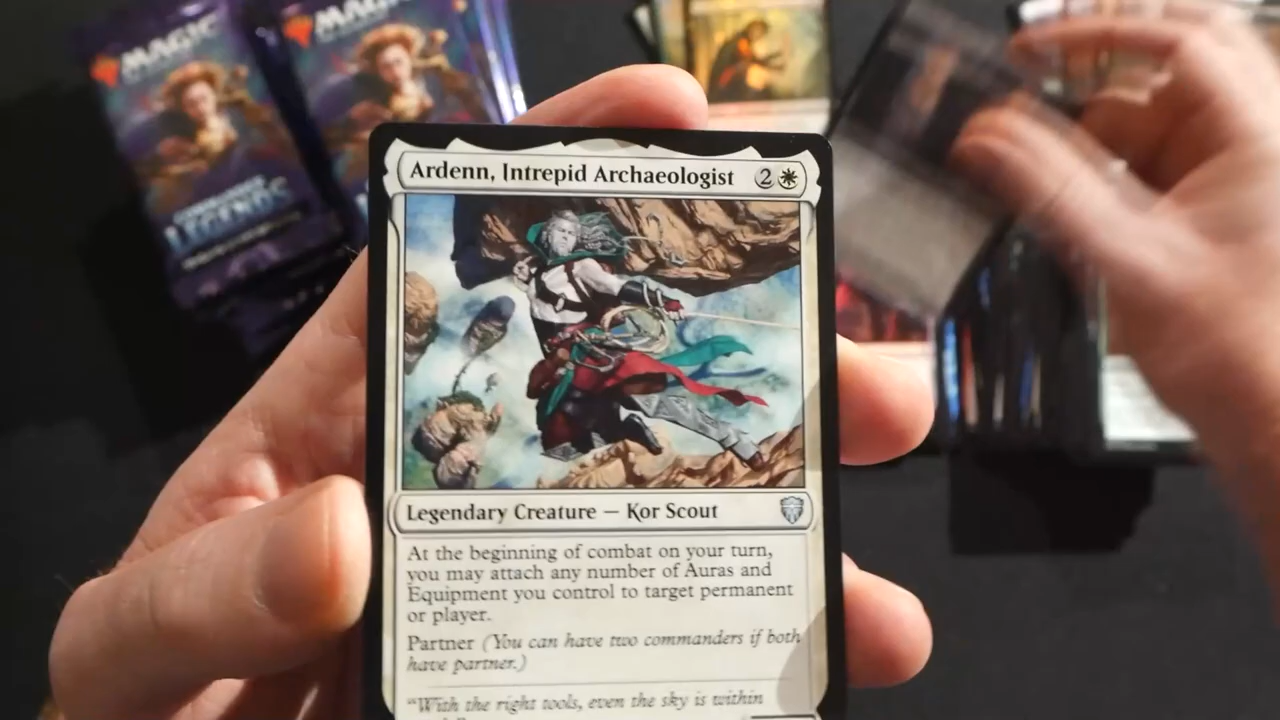 MAGIC
MAGIC
LEGENDS
Ardenn, Intrepid Archaeologist 2
Legendary Creature — Kor Scout
At the beginning of combat on your turn,
you may attach any number of Auras and
Equipment you control to target permanent
or player.
Partner (You can have two commanders if both
have partner.)
"With the right tools, even the sky is within